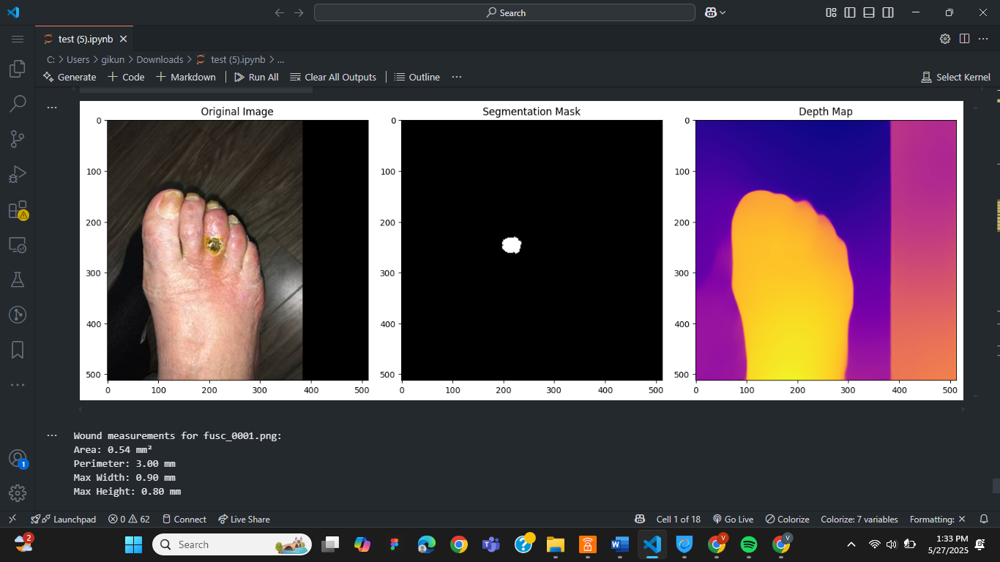 Search
test (5).ipynb
C: > Users > gikun > Downloads > test (5).ipynb > ...
Generate + Code + Markdown Run All Clear All Outputs Outline ... Select Kernel
...
Original Image Segmentation Mask Depth Map
0 0 0
100 100 100
200 200 200
300 300 300
400 400 400
500 500 500
0 100 200 300 400 500 0 100 200 300 400 500 0 100 200 300 400 500
... Wound measurements for fusc_0001.png:
Area: 0.54 mm²
Perimeter: 3.00 mm
Max Width: 0.90 mm
Max Height: 0.80 mm
1
Launchpad 0 62 Connect Live Share Cell 1 of 18 Go Live Colorize Colorize: 7 variables Formatting: ×
2
Search
V
V
1:33 PM
5/27/2025